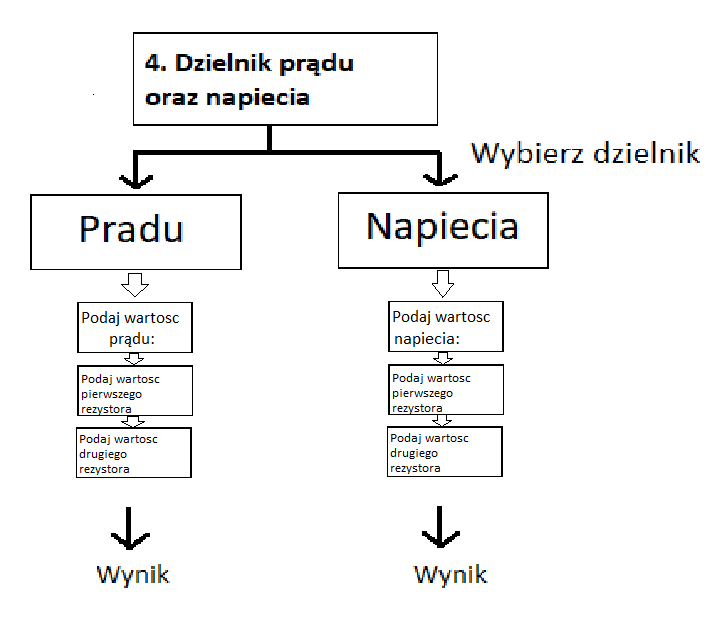 4. Dzielnik prądu
oraz napiecia
Wybierz dzielnik
Pradu
Napiecia
Podaj wartosc
prądu:
Podaj wartosc
napiecia:
Podaj wartosc
pierwszego
rezystora
Podaj wartosc
pierwszego
rezystora
Podaj wartosc
drugiego
rezystora
Podaj wartosc
drugiego
rezystora
Wynik
Wynik